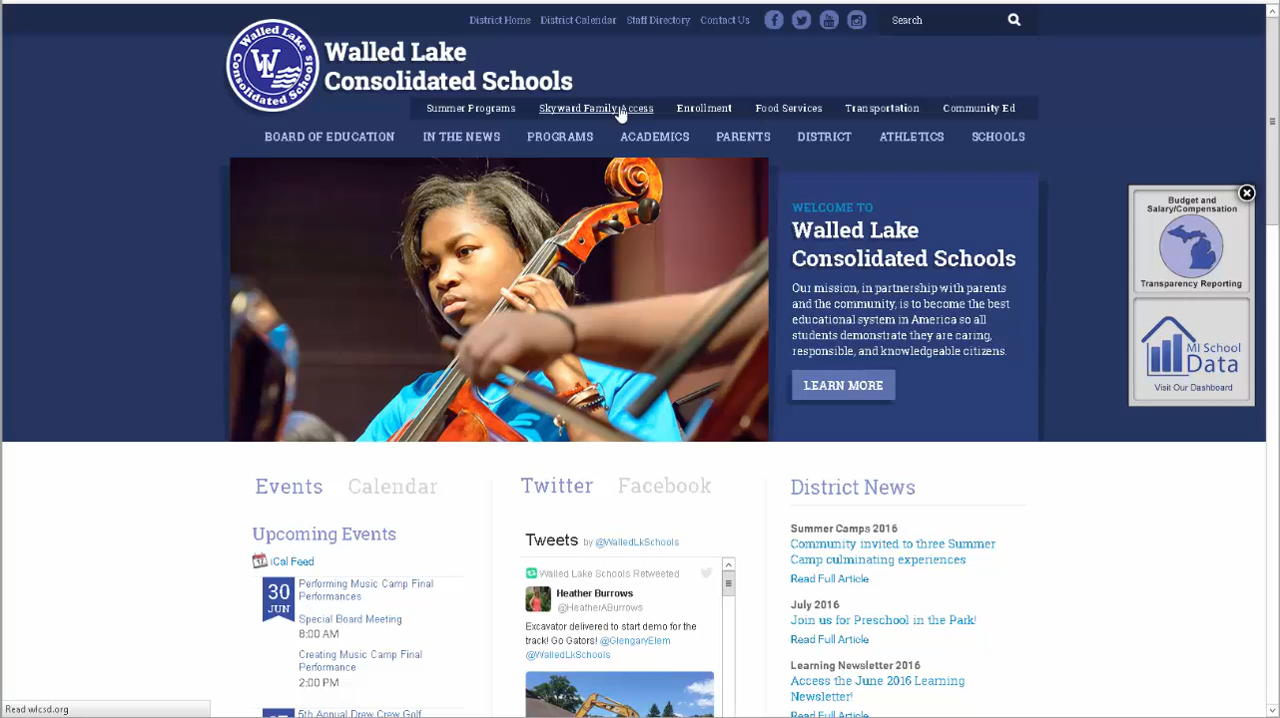 District Home District Calendar Staff Directory Contact Us Search
Walled Lake
Consolidated Schools
WL
Walled Lake
Consolidated Schools
Summer Programs Skyward Family Access Enrollment Food Services Transportation Community Ed
BOARD OF EDUCATION IN THE NEWS PROGRAMS ACADEMICS PARENTS DISTRICT ATHLETICS SCHOOLS
WELCOME TO
Walled Lake
Consolidated Schools
Our mission, in partnership with parents
and the community, is to become the best
educational system in America so all
students demonstrate they are caring,
responsible, and knowledgeable citizens.
LEARN MORE
Budget and
Salary/Compensation
Transparency Reporting
MI School
Data
Visit Our Dashboard
Events Calendar
Upcoming Events
iCal Feed
30
JUN
Performing Music Camp Final
Performances
Special Board Meeting
8:00 AM
Creating Music Camp Final
Performance
2:00 PM
5th Annual Drew Crew Golf
Twitter Facebook
Tweets by @WalledLkSchools
Walled Lake Schools Retweeted
Heather Burrows
@HeatherABurrows
Excavator delivered to start demo for the
track! Go Gators! @GlengaryElem
@WalledLkSchools
District News
Summer Camps 2016
Community invited to three Summer
Camp culminating experiences
Read Full Article
July 2016
Join us for Preschool in the Park!
Read Full Article
Learning Newsletter 2016
Access the June 2016 Learning
Newsletter!
Read Full Article
Read wlcsd.org